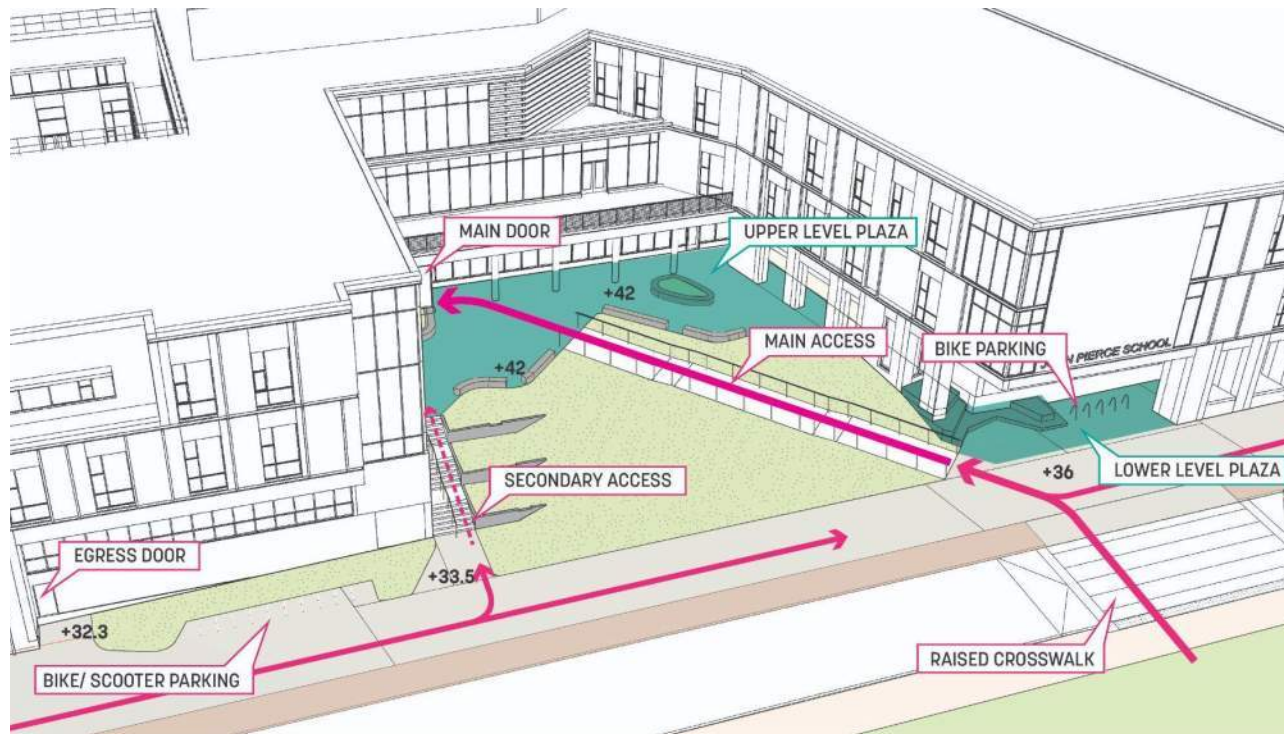 MAIN DOOR
UPPER LEVEL PLAZA
+42
MAIN ACCESS
BIKE PARKING
N PIERCE SCHOOL
+42
SECONDARY ACCESS
+36
LOWER LEVEL PLAZA
EGRESS DOOR
+33.5
+32.3
BIKE/ SCOOTER PARKING
RAISED CROSSWALK